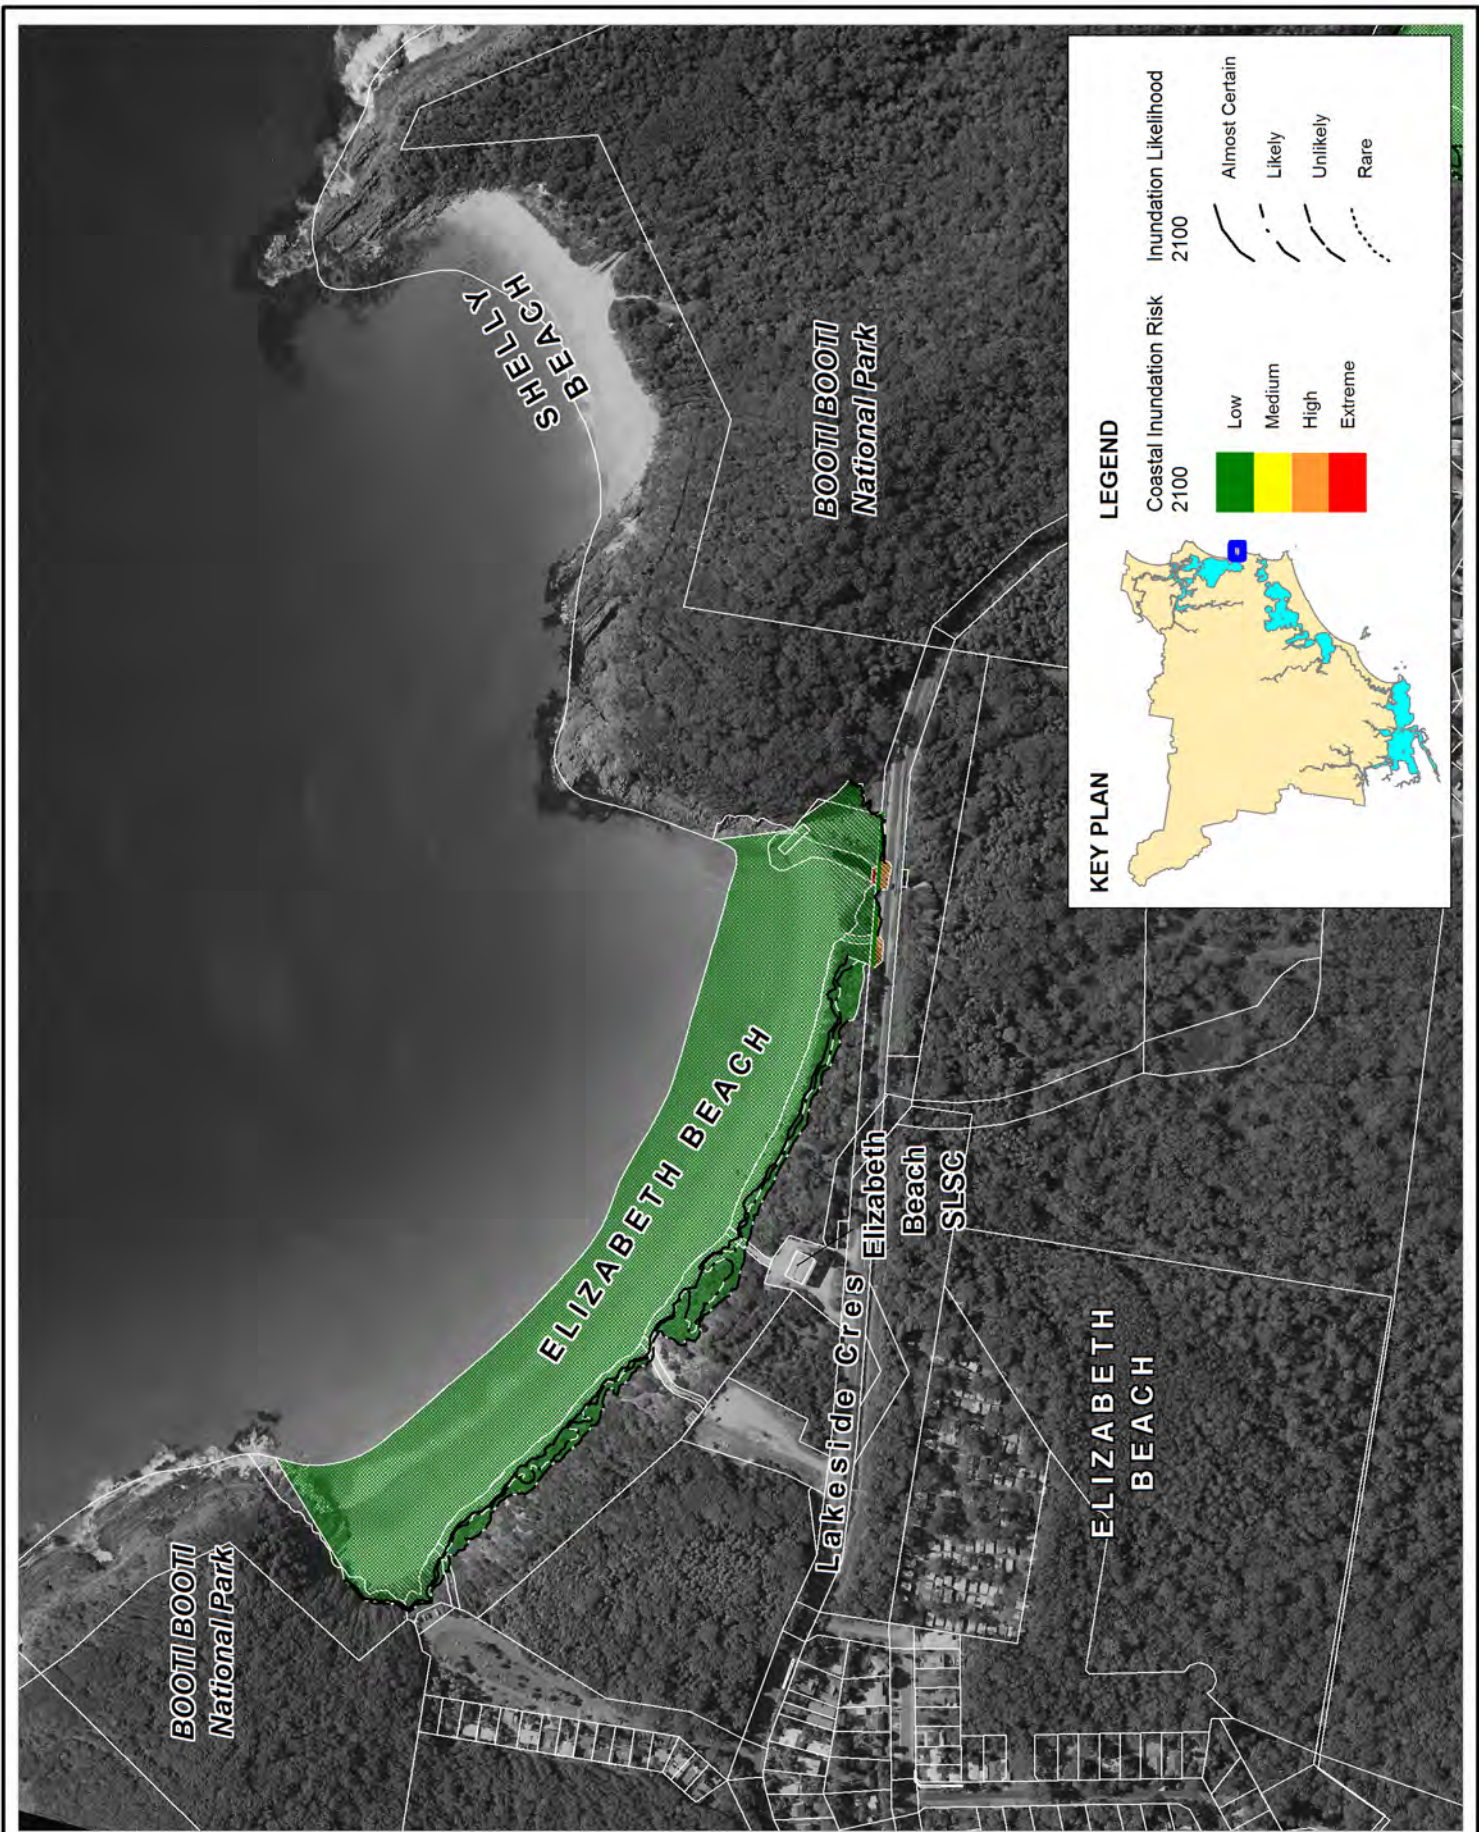 BOOTI BOOTI
National Park
ELIZABETH BEACH
SHELLY
BEACH
BOOTI BOOTI
National Park
Lakeside Cres
Elizabeth
Beach
SLSC
ELIZABETH
BEACH
KEY PLAN
LEGEND
Coastal Inundation Risk
2100
Low
Medium
High
Extreme
Inundation Likelihood
2100
Almost Certain
Likely
Unlikely
Rare